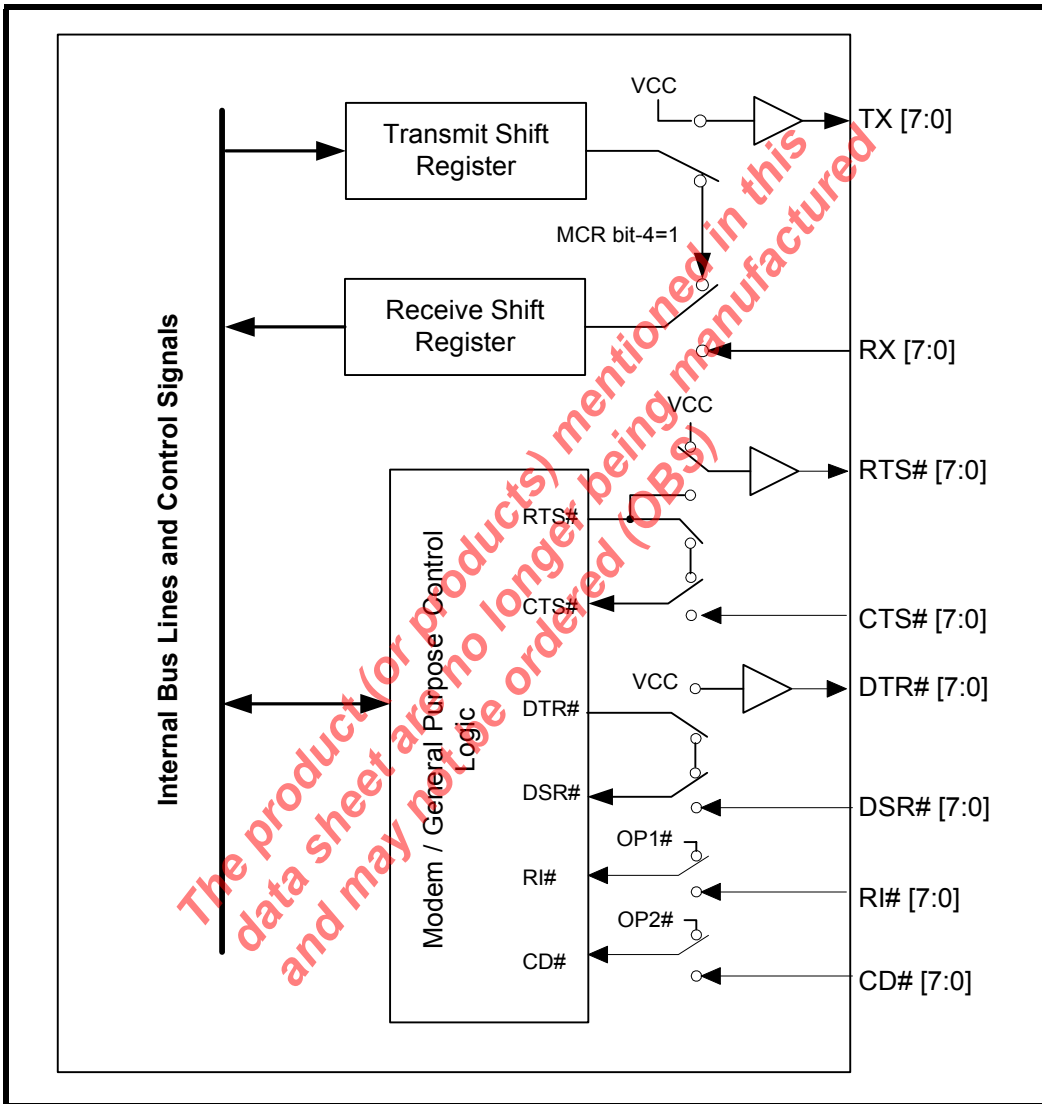 VCC
TX [7:0]
Transmit Shift
Register
MCR bit-4=1
Receive Shift
Register
RX [7:0]
Internal Bus Lines and Control Signals
VCC
RTS# [7:0]
RTS#
CTS#
CTS# [7:0]
Modem / General Purpose Control
Logic
VCC
DTR# [7:0]
DTR#
DSR#
DSR# [7:0]
OP1#
RI#
RI# [7:0]
OP2#
CD#
CD# [7:0]
The product (or products) mentioned in this
data sheet are no longer being manufactured
and may not be ordered (OBS)